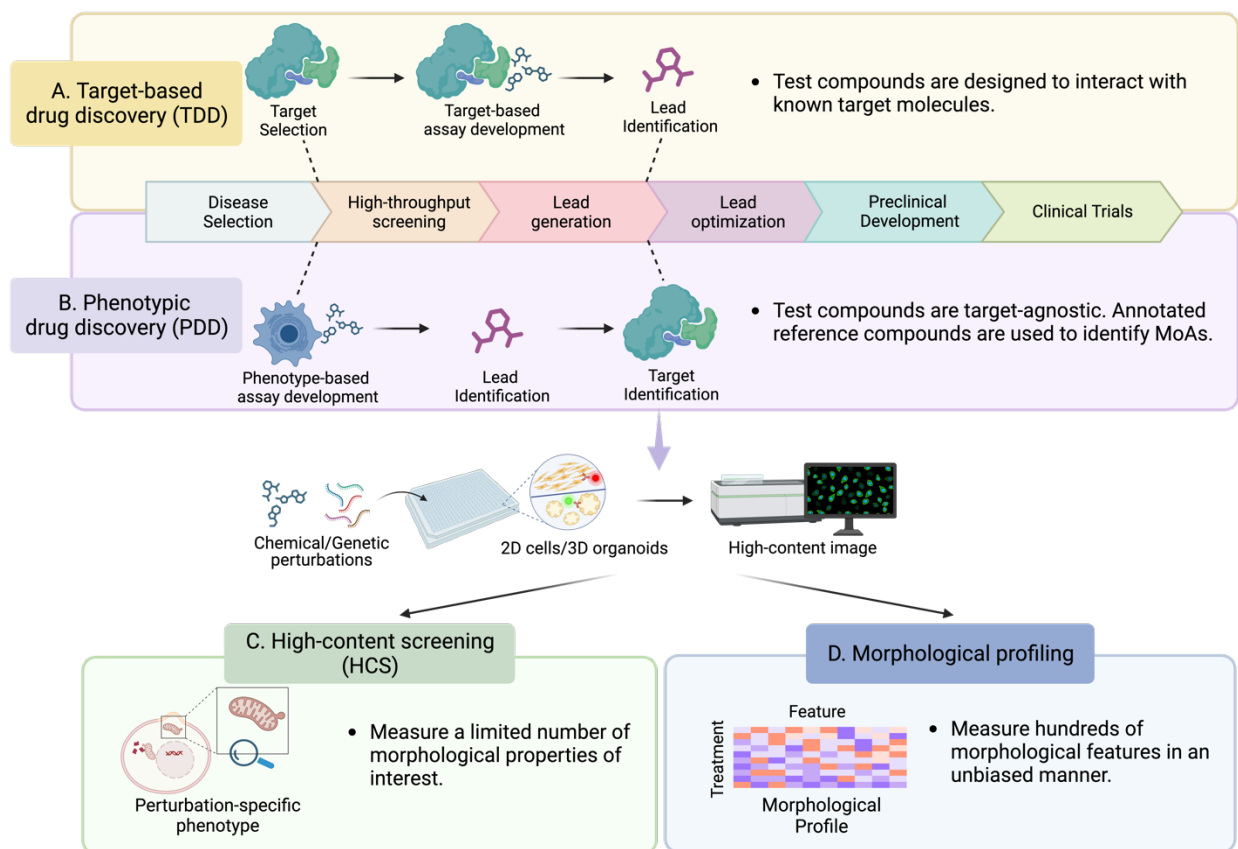 A. Target-based
drug discovery (TDD)
Target
Selection
Target-based
assay development
Lead
Identification
• Test compounds are designed to interact with
known target molecules.
Disease
Selection
High-throughput
screening
Lead
generation
Lead
optimization
Preclinical
Development
Clinical Trials
B. Phenotypic
drug discovery (PDD)
Phenotype-based
assay development
Lead
Identification
Target
Identification
• Test compounds are target-agnostic. Annotated
reference compounds are used to identify MoAs.
Chemical/Genetic
perturbations
2D cells/3D organoids
High-content image
C. High-content screening
(HCS)
Perturbation-specific
phenotype
• Measure a limited number of
morphological properties of
interest.
D. Morphological profiling
Feature
Treatment
Morphological
Profile
• Measure hundreds of
morphological features in an
unbiased manner.